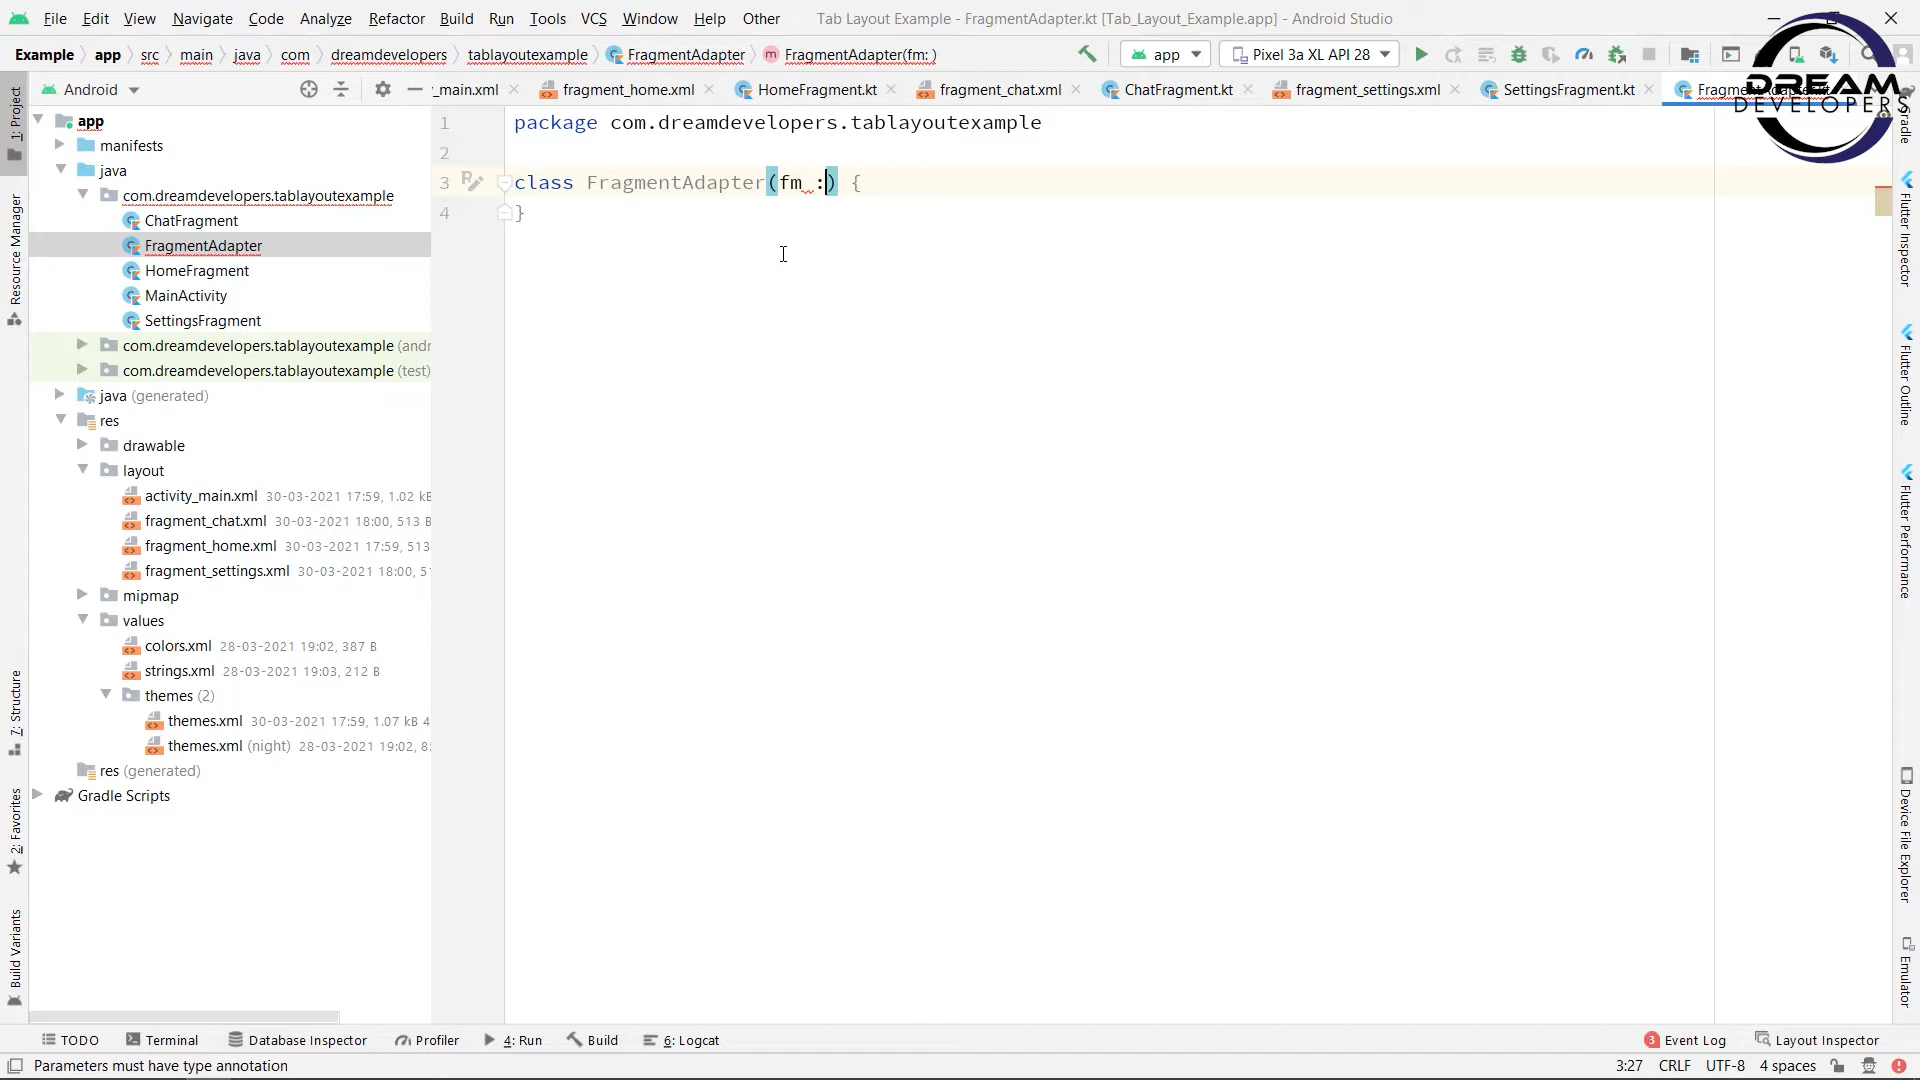 File Edit View Navigate Code Analyze Refactor Build Run Tools VCS Window Help Other Tab Layout Example - FragmentAdapter.kt [Tab_Layout_Example.app] - Android Studio
Example app src main java com dreamdevelopers tablayoutexample FragmentAdapter FragmentAdapter(fm: ) app Pixel 3a XL API 28
Android _main.xml fragment_home.xml HomeFragment.kt fragment_chat.xml ChatFragment.kt fragment_settings.xml SettingsFragment.kt
DREAM
DEVELOPERS
1: Project
Resource Manager
7: Structure
2: Favorites
Build Variants
app
manifests
java
com.dreamdevelopers.tablayoutexample
ChatFragment
FragmentAdapter
HomeFragment
MainActivity
SettingsFragment
com.dreamdevelopers.tablayoutexample (andr
com.dreamdevelopers.tablayoutexample (test)
java (generated)
res
drawable
layout
activity_main.xml 30-03-2021 17:59, 1.02 kB
fragment_chat.xml 30-03-2021 18:00, 513 B
fragment_home.xml 30-03-2021 17:59, 513
fragment_settings.xml 30-03-2021 18:00, 51
mipmap
values
colors.xml 28-03-2021 19:02, 387 B
strings.xml 28-03-2021 19:03, 212 B
themes (2)
themes.xml 30-03-2021 17:59, 1.07 kB 4
themes.xml (night) 28-03-2021 19:02, 85
res (generated)
Gradle Scripts
1 package com.dreamdevelopers.tablayoutexample
2
3 class FragmentAdapter(fm :) {
4 }
Gradle
Flutter Inspector
Flutter Outline
Flutter Performance
Device File Explorer
Emulator
TODO Terminal Database Inspector Profiler 4: Run Build 6: Logcat 3 Event Log Layout Inspector
Parameters must have type annotation 3:27 CRLF UTF-8 4 spaces